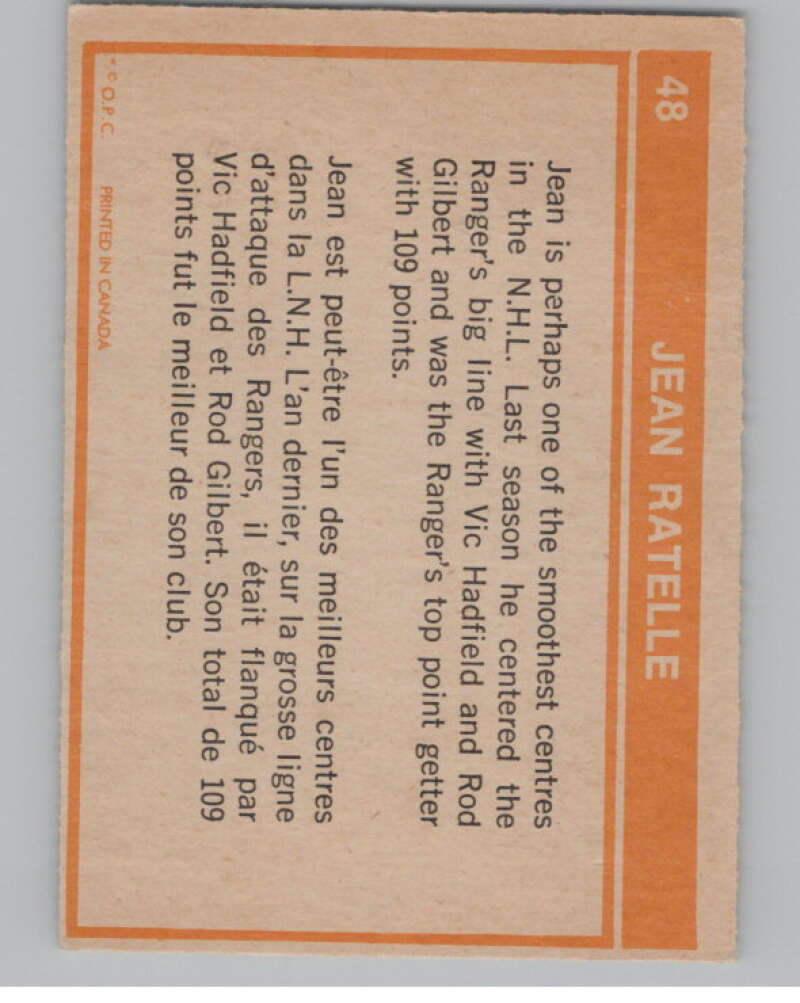 48 JEAN RATELLE
Jean is perhaps one of the smoothest centres
in the N.H.L. Last season he centered the
Ranger's big line with Vic Hadfield and Rod
Gilbert and was the Ranger's top point getter
with 109 points.
Jean est peut-être l'un des meilleurs centres
dans la L.N.H. L'an dernier, sur la grosse ligne
d'attaque des Rangers, il était flanqué par
Vic Hadfield et Rod Gilbert. Son total de 109
points fut le meilleur de son club.
* © O.P.C. PRINTED IN CANADA